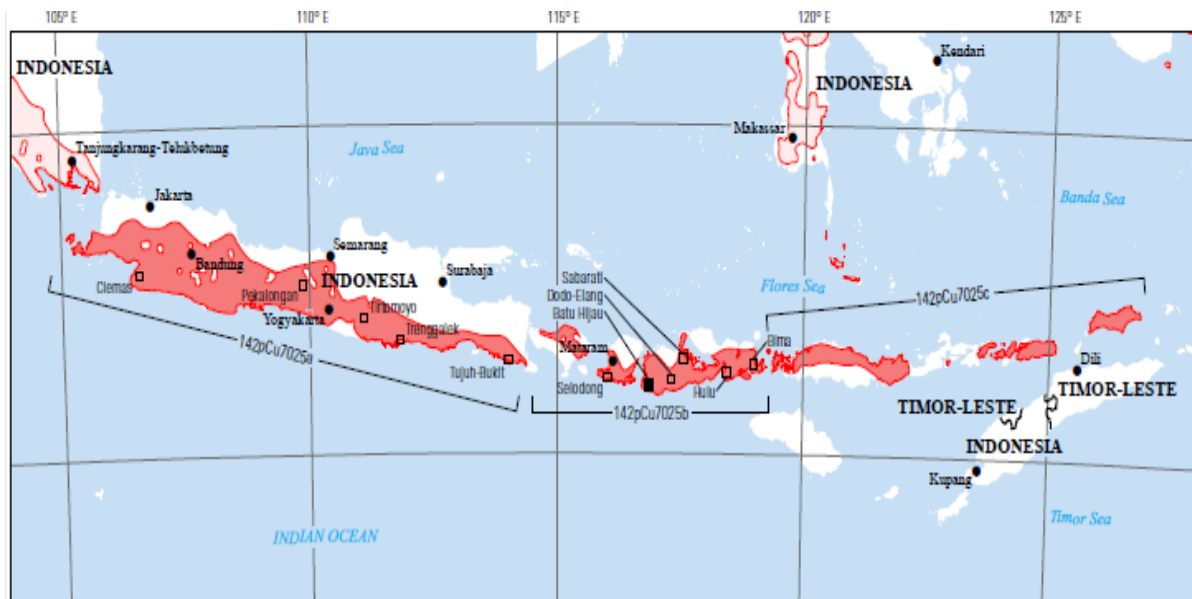 105° E
110° E
115° E
120° E
125° E
INDONESIA
Kendari
INDONESIA
Makassar
Tanjungkarang-Telukbetung
Java Sea
Jakarta
Banda Sea
Semarang
Bandung
INDONESIA
Surabaja
Sabarati
Dodo-Elang
Batu Hijau
Flores Sea
142pCu7025c
Ciemas
Pekalongan
Yogyakarta
Tirtomoyo
Trenggalek
142pCu7025a
Tujuh-Bukit
Mataram
Bima
Selodong
Hulu
142pCu7025b
Dili
TIMOR-LESTE
TIMOR-LESTE
INDONESIA
Kupang
INDIAN OCEAN
Timor Sea